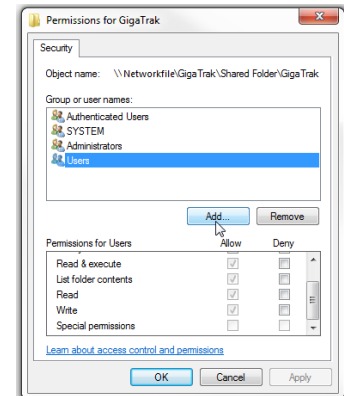 Permissions for GigaTrak
Security
Object name: \\Networkfile\GigaTrak\Shared Folder\GigaTrak
Group or user names:
Authenticated Users
SYSTEM
Administrators
Users
Add... Remove
Permissions for Users Allow Deny
Read & execute
List folder contents
Read
Write
Special permissions
Learn about access control and permissions
OK Cancel Apply